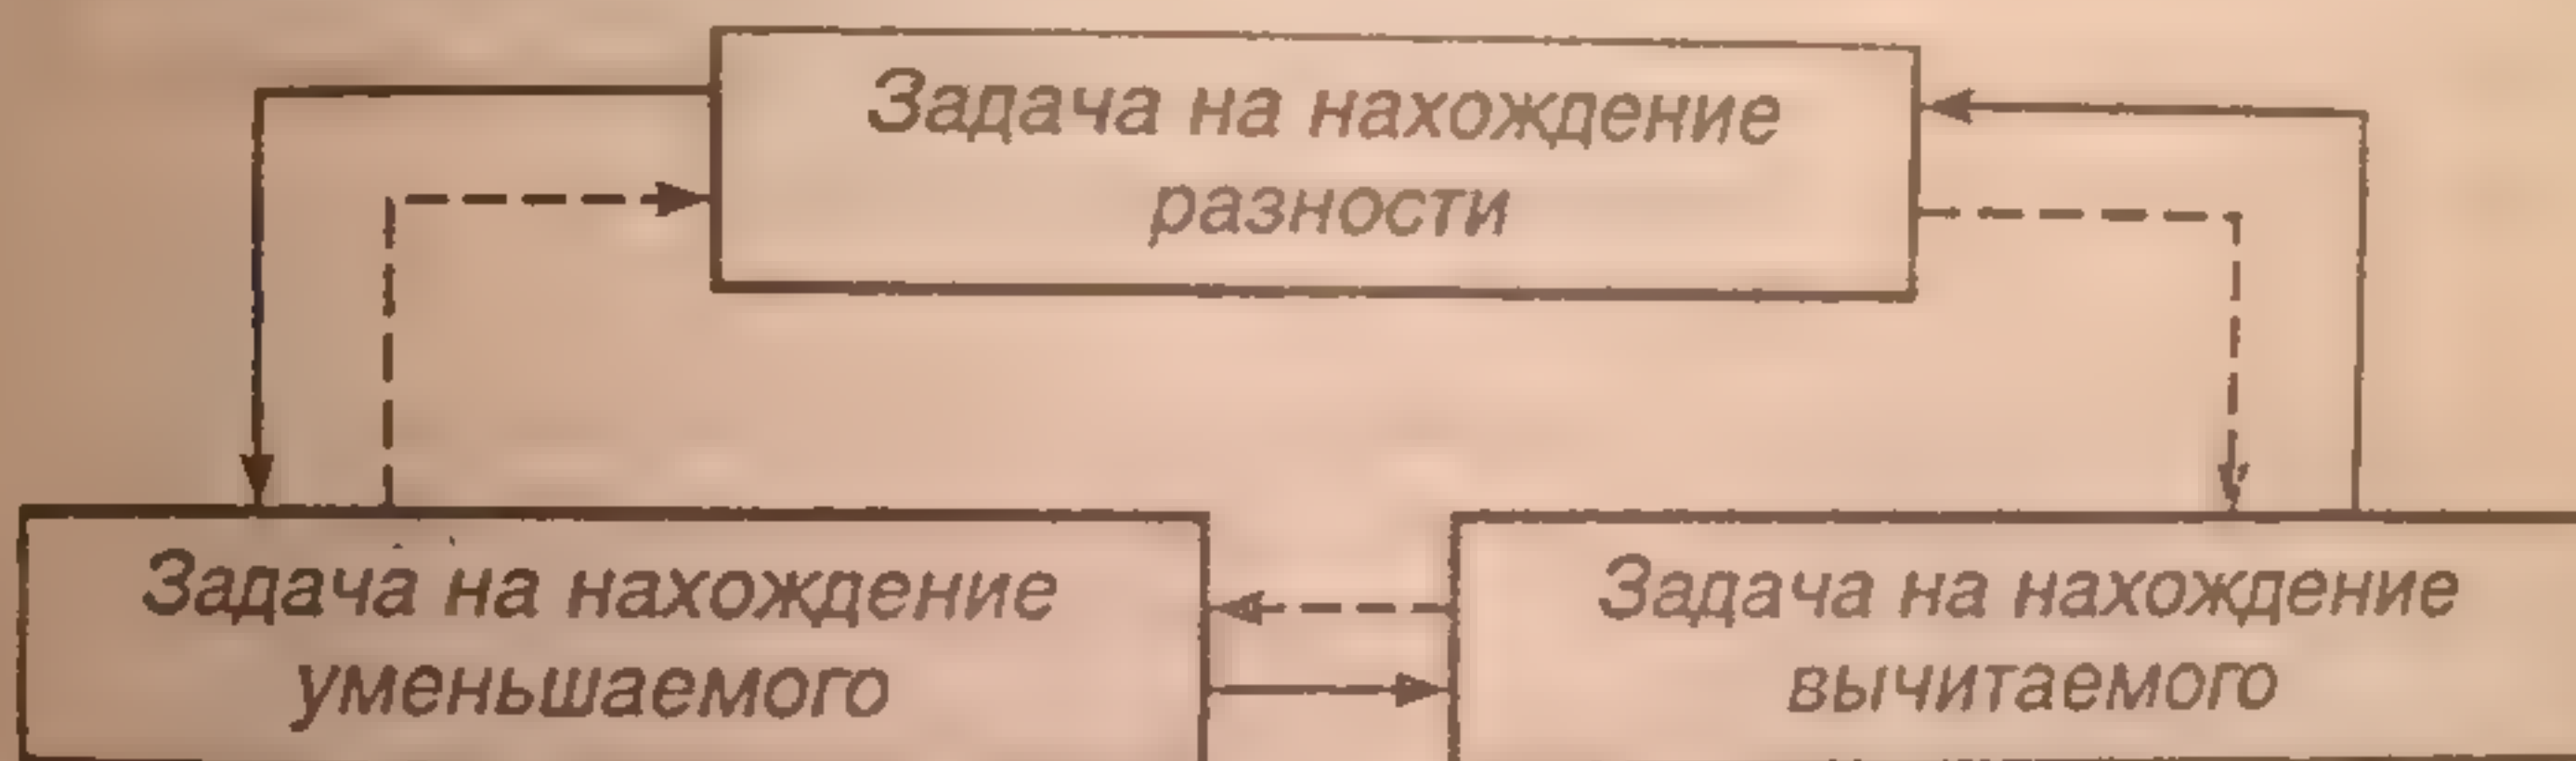 Задача на нахождение
разности
Задача на нахождение
уменьшаемого
Задача на нахождение
вычитаемого